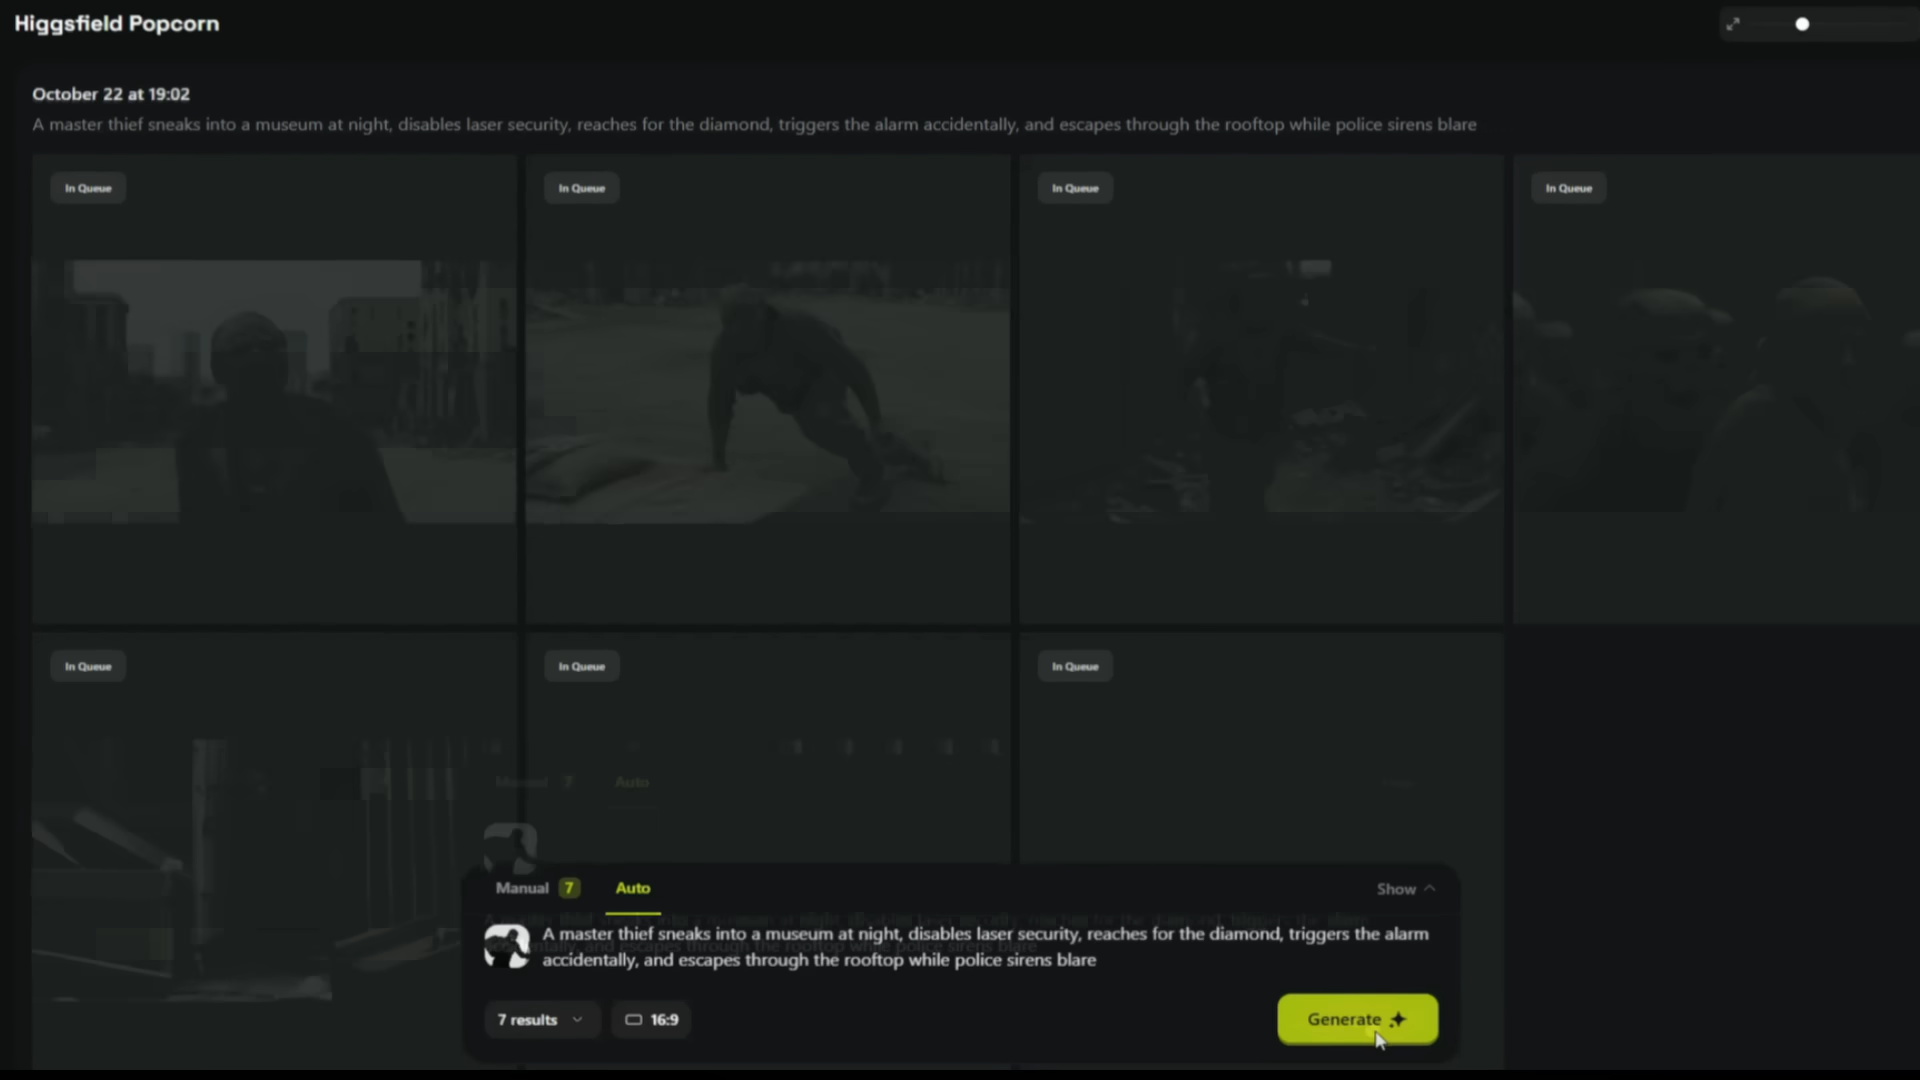 Higgsfield Popcorn
October 22 at 19:02
A master thief sneaks into a museum at night, disables laser security, reaches for the diamond, triggers the alarm accidentally, and escapes through the rooftop while police sirens blare
In Queue
In Queue
In Queue
In Queue
In Queue
In Queue
In Queue
Manual 7 Auto
Manual 7 Auto Show
A master thief sneaks into a museum at night, disables laser security, reaches for the diamond, triggers the alarm
accidentally, and escapes through the rooftop while police sirens blare
7 results 16:9 Generate